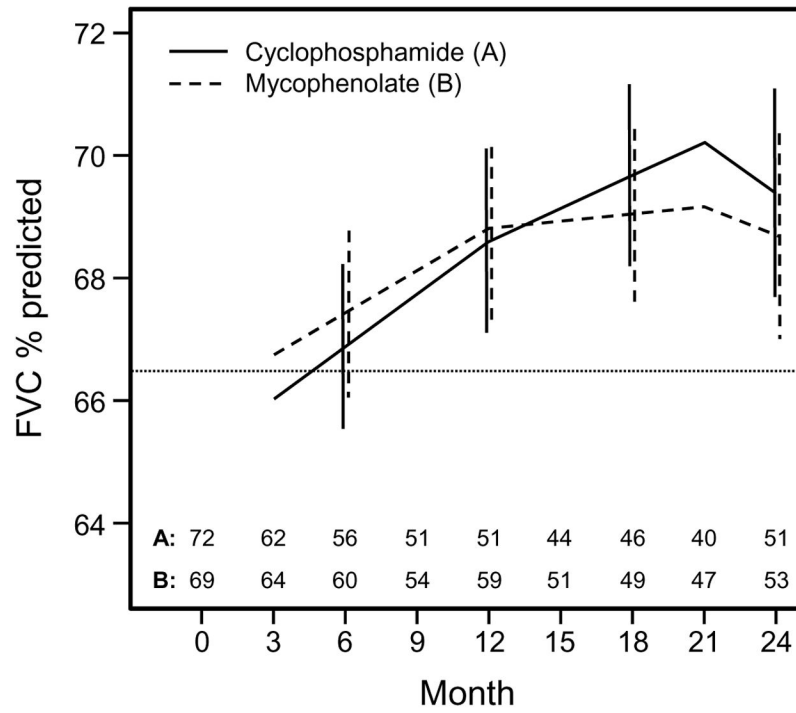 72
70
68
66
64
FVC % predicted
Cyclophosphamide (A)
Mycophenolate (B)
A: 72 62 56 51 51 44 46 40 51
B: 69 64 60 54 59 51 49 47 53
0 3 6 9 12 15 18 21 24
Month